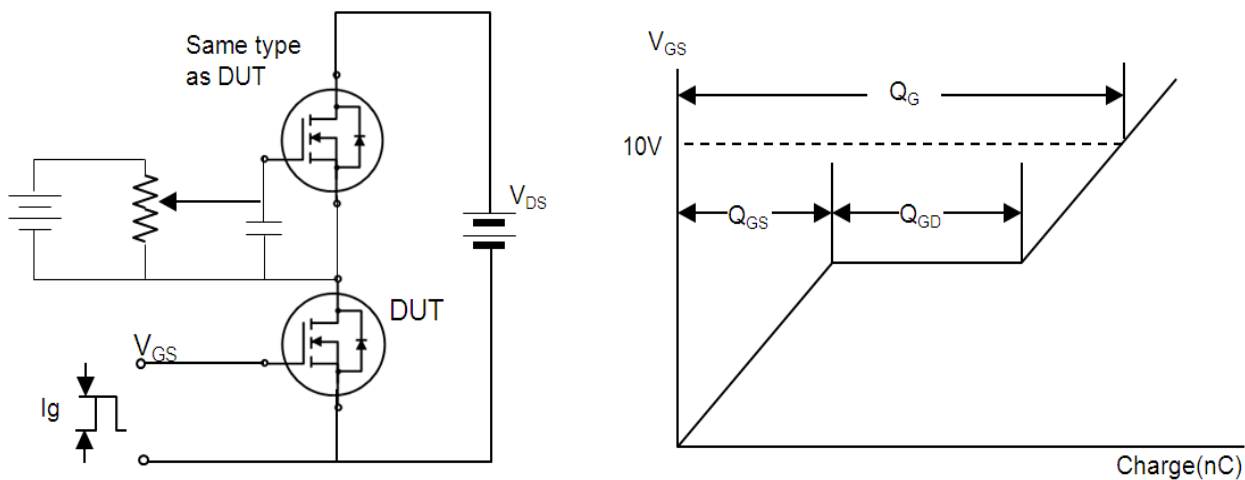 Same type
as DUT
V_DS
DUT
V_GS
Ig
V_GS
Q_G
10V
Q_GS
Q_GD
Charge(nC)